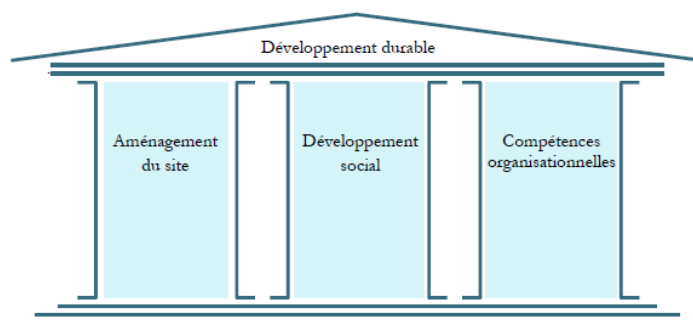 Développement durable
Aménagement
du site
Développement
social
Compétences
organisationnelles